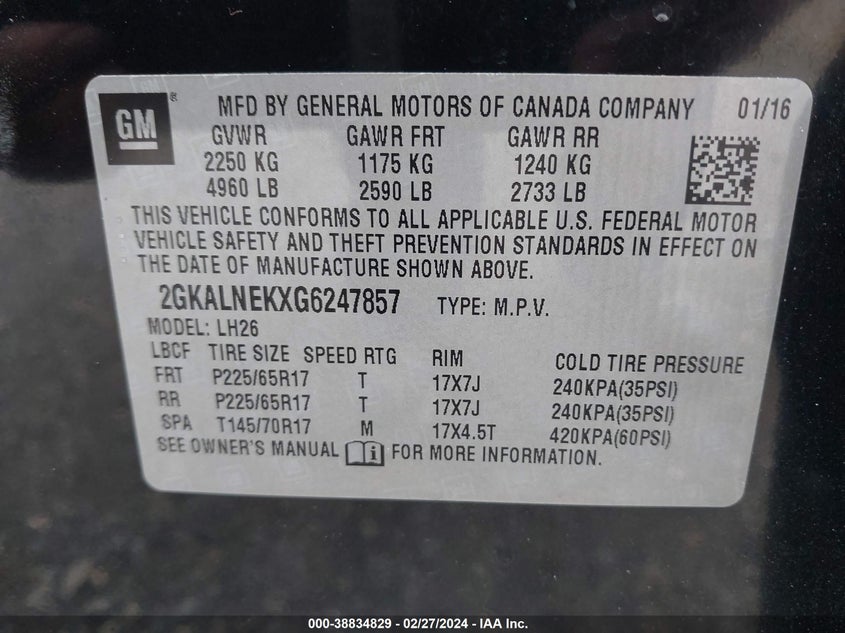 GM ® MFD BY GENERAL MOTORS OF CANADA COMPANY 01/16
GVWR GAWR FRT GAWR RR
2250 KG 1175 KG 1240 KG
4960 LB 2590 LB 2733 LB
THIS VEHICLE CONFORMS TO ALL APPLICABLE U.S. FEDERAL MOTOR
VEHICLE SAFETY AND THEFT PREVENTION STANDARDS IN EFFECT ON
THE DATE OF MANUFACTURE SHOWN ABOVE.
2GKALNEKXG6247857 TYPE: M.P.V.
MODEL: LH26
LBCF TIRE SIZE SPEED RTG RIM COLD TIRE PRESSURE
FRT P225/65R17 T 17X7J 240KPA(35PSI)
RR P225/65R17 T 17X7J 240KPA(35PSI)
SPA T145/70R17 M 17X4.5T 420KPA(60PSI)
SEE OWNER'S MANUAL i FOR MORE INFORMATION.
000-38834829 - 02/27/2024 - IAA Inc.